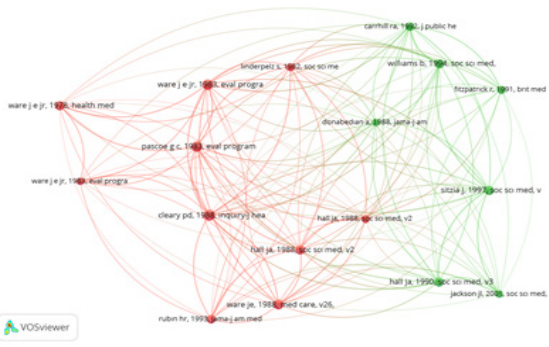 carrhill ra, 1992, j public he
williams b, 1994, soc sci med,
linderpelz s, 1982, soc sci me
ware j e jr, 1983, eval progra
fitzpatrick r, 1991, brit med
ware j e jr, 1978, health med
donabedian a, 1988, jama-j am
pascoe g c, 1983, eval program
ware j e jr, eval progra
sitzia j, 1997, soc sci med, v
cleary pd, 1988, inquiry-j hea
hall ja, 1988, soc sci med, v2
hall ja, 1988, soc sci med, v2
hall ja, 1990, soc sci med, v3
jackson jl, 2001, soc sci med,
ware je, 1988, med care, v26,
rubin hr, 1993, jama-j am med
VOSviewer